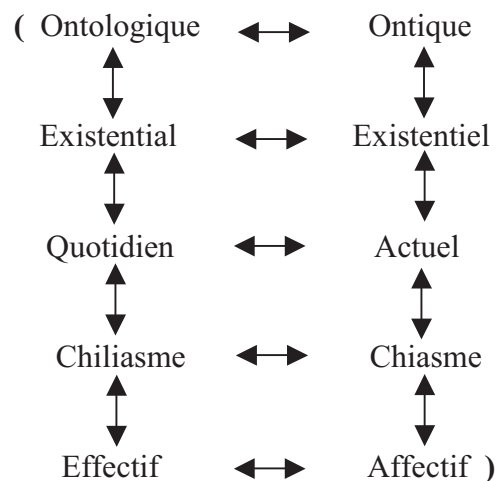 ( Ontologique Ontique
Existential Existentiel
Quotidien Actuel
Chiliasme Chiasme
Effectif Affectif )